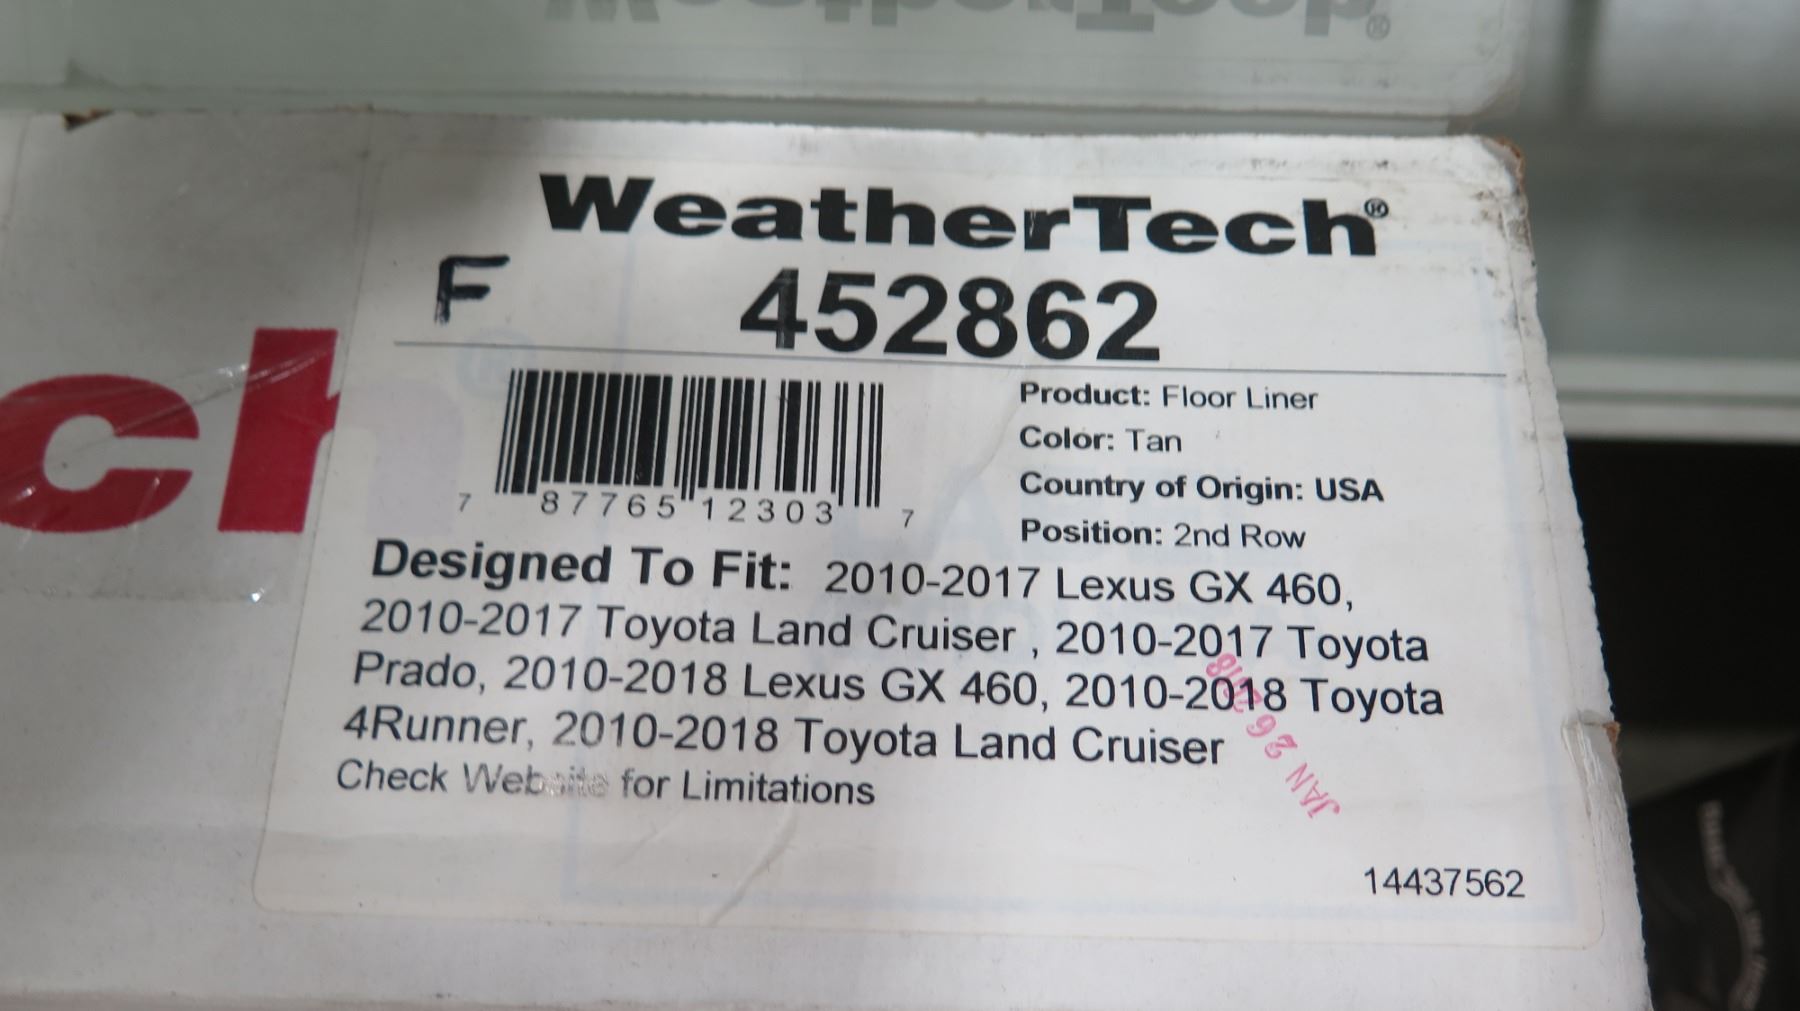 WeatherTech®
ch
WeatherTech®
F
452862
Product: Floor Liner
Color: Tan
Country of Origin: USA
Position: 2nd Row
7 87765 12303 7
Designed To Fit: 2010-2017 Lexus GX 460,
2010-2017 Toyota Land Cruiser , 2010-2017 Toyota
Prado, 2010-2018 Lexus GX 460, 2010-2018 Toyota
4Runner, 2010-2018 Toyota Land Cruiser
Check Website for Limitations
JAN 26 2018
14437562